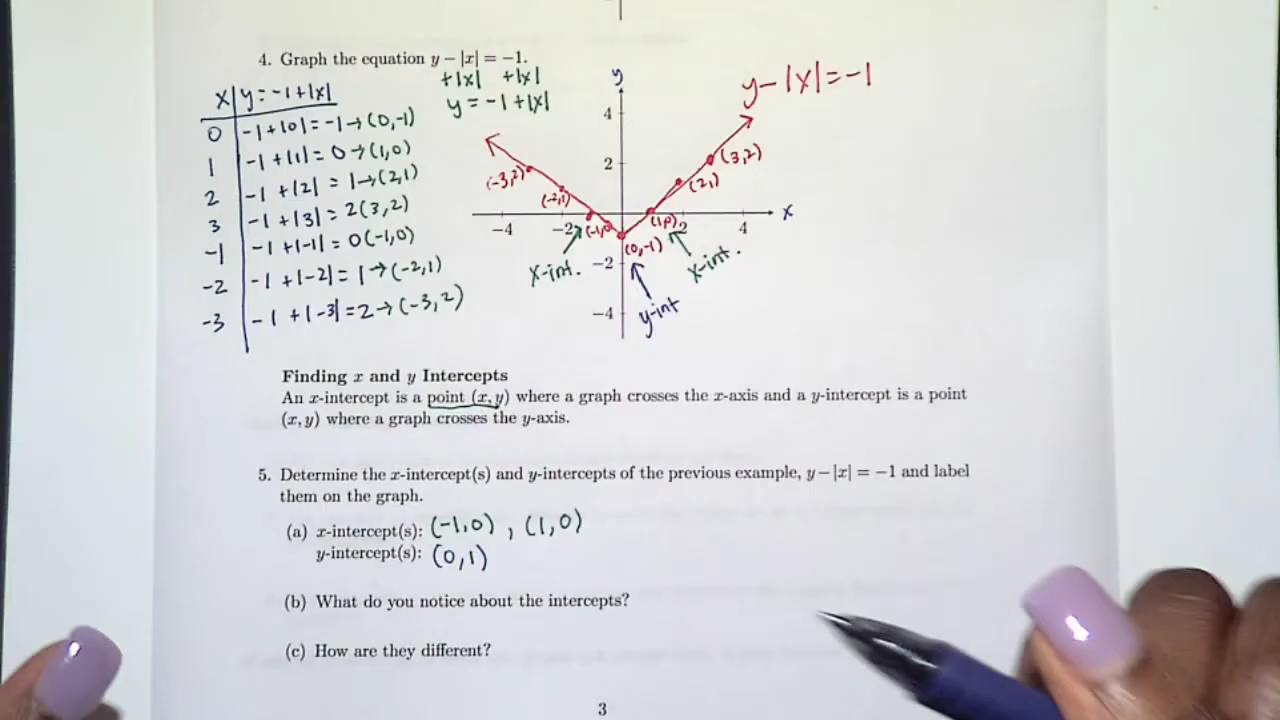 4. Graph the equation y − |x| = −1.
+|x| +|x|
y = -1 + |x|
x | y = -1 + |x|
0 -1 + |0| = -1 → (0, -1)
1 -1 + |1| = 0 → (1, 0)
2 -1 + |2| = 1 → (2, 1)
3 -1 + |3| = 2 (3, 2)
-1 -1 + |-1| = 0 (-1, 0)
-2 -1 + |-2| = 1 → (-2, 1)
-3 -1 + |-3| = 2 → (-3, 2)
y
y - |x| = -1
4
2
(-3, 2) (3, 2)
(-2, 1) (2, 1)
x
−4 −2 2 4
(-1, 0) (1, 0)
(0, -1)
x-int. −2 x-int.
−4 y-int
Finding x and y Intercepts
An x-intercept is a point (x, y) where a graph crosses the x-axis and a y-intercept is a point
(x, y) where a graph crosses the y-axis.
5. Determine the x-intercept(s) and y-intercepts of the previous example, y−|x| = −1 and label
them on the graph.
(a) x-intercept(s): (-1, 0) , (1, 0)
y-intercept(s): (0, 1)
(b) What do you notice about the intercepts?
(c) How are they different?
3